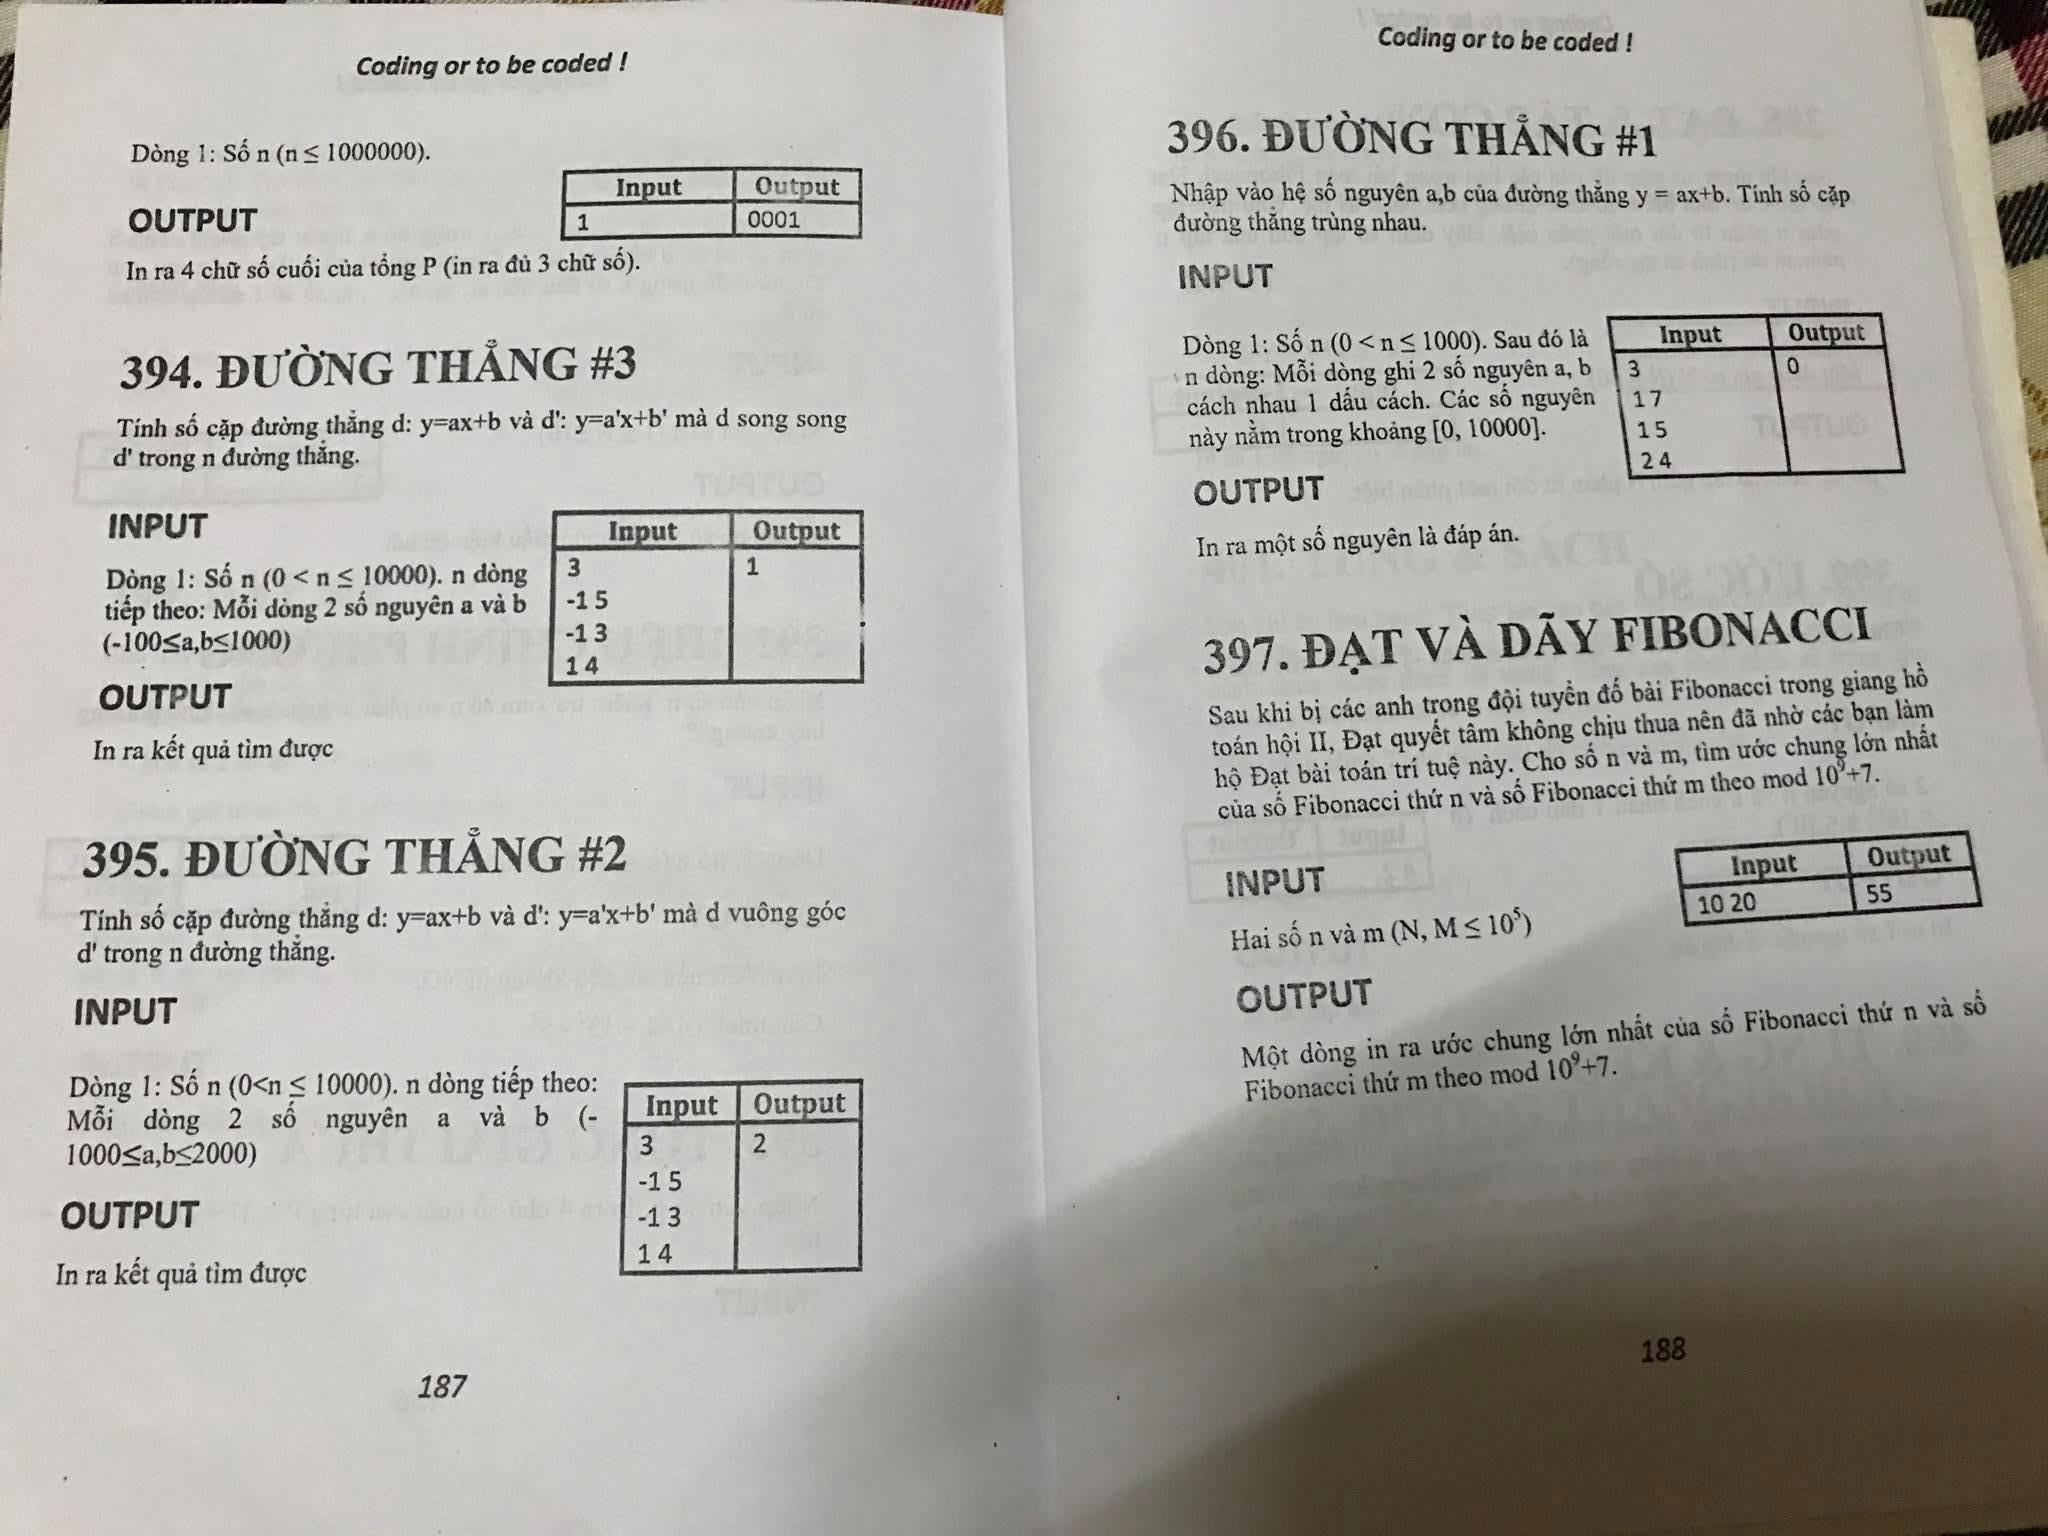 Coding or to be coded !
Dòng 1: Số n (n ≤ 1000000).
Input Output
1 0001
OUTPUT
In ra 4 chữ số cuối của tổng P (in ra đủ 3 chữ số).
394. ĐƯỜNG THẲNG #3
Tính số cặp đường thẳng d: y=ax+b và d': y=a'x+b' mà d song song
d' trong n đường thẳng.
INPUT
Dòng 1: Số n (0 < n ≤ 10000). n dòng
tiếp theo: Mỗi dòng 2 số nguyên a và b
(-100≤a,b≤1000)
Input Output
3 1
-1 5
-1 3
1 4
OUTPUT
In ra kết quả tìm được
395. ĐƯỜNG THẲNG #2
Tính số cặp đường thẳng d: y=ax+b và d': y=a'x+b' mà d vuông góc
d' trong n đường thẳng.
INPUT
Dòng 1: Số n (0<n ≤ 10000). n dòng tiếp theo:
Mỗi dòng 2 số nguyên a và b (-
1000≤a,b≤2000)
Input Output
3 2
-1 5
-1 3
1 4
OUTPUT
In ra kết quả tìm được
187
Coding or to be coded !
396. ĐƯỜNG THẲNG #1
Nhập vào hệ số nguyên a,b của đường thẳng y = ax+b. Tính số cặp
đường thẳng trùng nhau.
INPUT
Dòng 1: Số n (0 < n ≤ 1000). Sau đó là
n dòng: Mỗi dòng ghi 2 số nguyên a, b
cách nhau 1 dấu cách. Các số nguyên
này nằm trong khoảng [0, 10000].
Input Output
3 0
1 7
1 5
2 4
OUTPUT
In ra một số nguyên là đáp án.
397. ĐẠT VÀ DÃY FIBONACCI
Sau khi bị các anh trong đội tuyển đố bài Fibonacci trong giang hồ
toán hội II, Đạt quyết tâm không chịu thua nên đã nhờ các bạn làm
hộ Đạt bài toán trí tuệ này. Cho số n và m, tìm ước chung lớn nhất
của số Fibonacci thứ n và số Fibonacci thứ m theo mod 10⁹+7.
INPUT
Hai số n và m (N, M ≤ 10⁵)
Input Output
10 20 55
OUTPUT
Một dòng in ra ước chung lớn nhất của số Fibonacci thứ n và số
Fibonacci thứ m theo mod 10⁹+7.
188